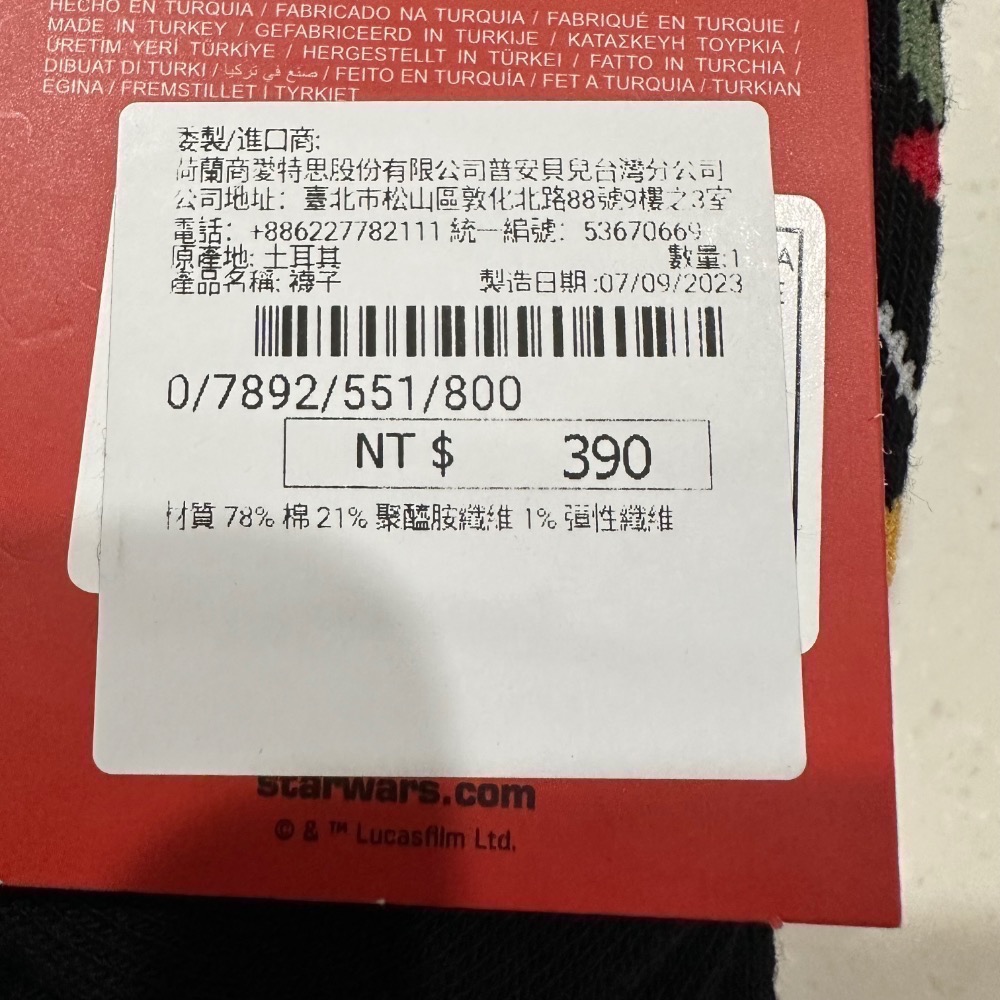 HECHO EN TURQUIA / FABRICADO NA TURQUIA / FABRIQUÉ EN TURQUIE /
MADE IN TURKEY / GEFABRICEERD IN TURKIJE / ΚΑΤΑΣΚΕΥΗ ΤΟΥΡΚΙΑ /
ÜRETİM YERİ TÜRKİYE / HERGESTELLT IN TÜRKEI / FATTO IN TURCHIA /
DIBUAT DI TURKI / صنع في تركيا / FEITO EN TURQUÍA / FET A TURQUIA / TURKIAN
EGINA / FREMSTILLET I TYRKIET
委製/進口商:
荷蘭商愛特思股份有限公司普安貝兒台灣分公司
公司地址: 臺北市松山區敦化北路88號9樓之3室
電話: +886227782111 統一編號: 53670669
原產地: 土耳其 數量:1
產品名稱: 襪子 製造日期:07/09/2023
0/7892/551/800
NT $ 390
材質 78% 棉 21% 聚醯胺纖維 1% 彈性纖維
A
E
starwars.com
© & ™ Lucasfilm Ltd.